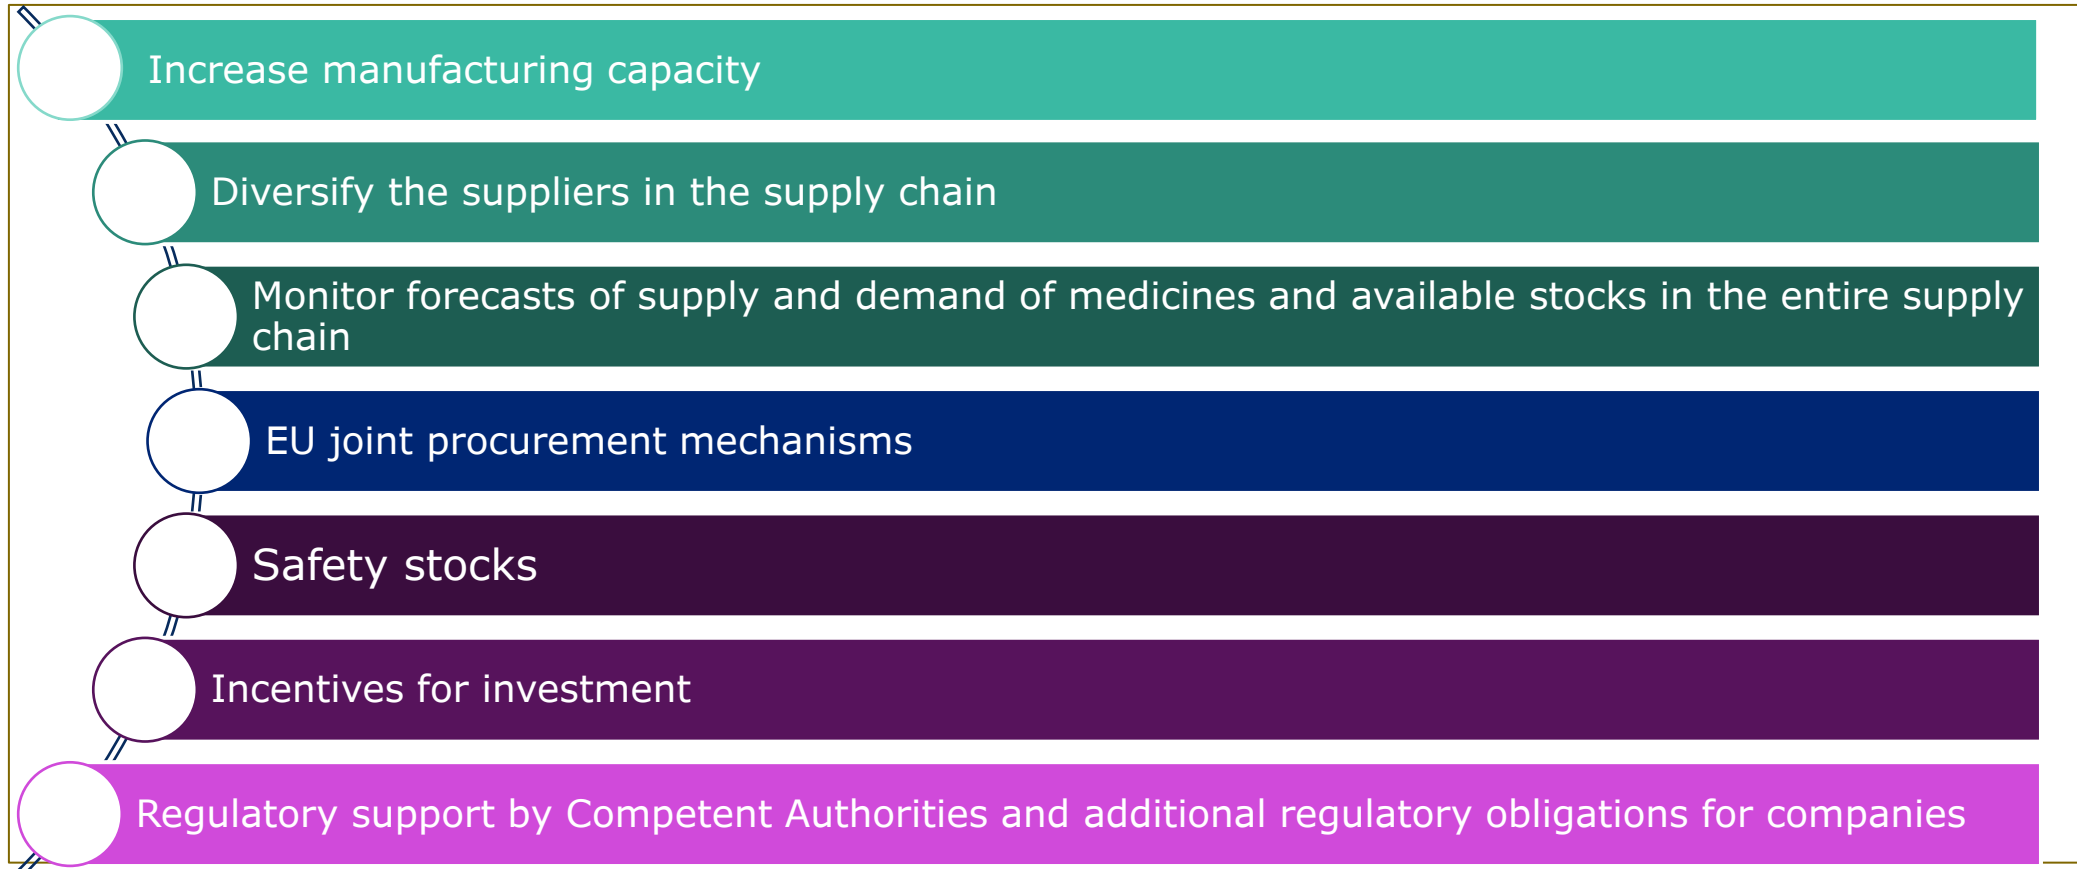 Increase manufacturing capacity
Diversify the suppliers in the supply chain
Monitor forecasts of supply and demand of medicines and available stocks in the entire supply
chain
EU joint procurement mechanisms
Safety stocks
Incentives for investment
Regulatory support by Competent Authorities and additional regulatory obligations for companies